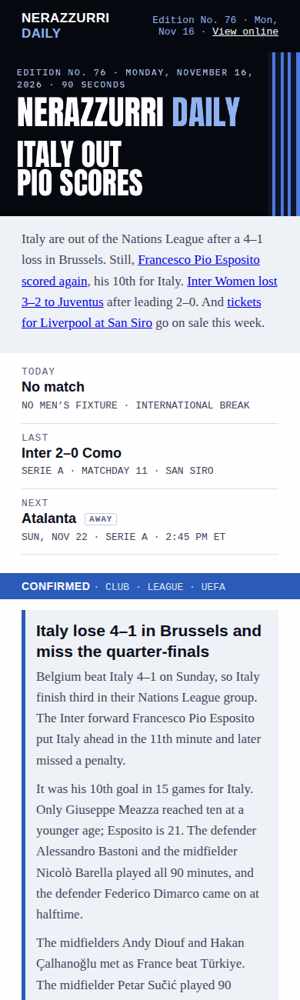 NERAZZURRI
DAILY
Edition No. 76 · Mon,
Nov 16 · View online
EDITION NO. 76 · MONDAY, NOVEMBER 16,
2026 · 90 SECONDS
NERAZZURRI DAILY
ITALY OUT
PIO SCORES
Italy are out of the Nations League after a 4–1
loss in Brussels. Still, Francesco Pio Esposito
scored again, his 10th for Italy. Inter Women lost
3–2 to Juventus after leading 2–0. And tickets
for Liverpool at San Siro go on sale this week.
TODAY
No match
NO MEN'S FIXTURE · INTERNATIONAL BREAK
LAST
Inter 2–0 Como
SERIE A · MATCHDAY 11 · SAN SIRO
NEXT
Atalanta AWAY
SUN, NOV 22 · SERIE A · 2:45 PM ET
CONFIRMED · CLUB · LEAGUE · UEFA
Italy lose 4–1 in Brussels and
miss the quarter-finals
Belgium beat Italy 4–1 on Sunday, so Italy
finish third in their Nations League group.
The Inter forward Francesco Pio Esposito
put Italy ahead in the 11th minute and later
missed a penalty.
It was his 10th goal in 15 games for Italy.
Only Giuseppe Meazza reached ten at a
younger age; Esposito is 21. The defender
Alessandro Bastoni and the midfielder
Nicolò Barella played all 90 minutes, and
the defender Federico Dimarco came on at
halftime.
The midfielders Andy Diouf and Hakan
Çalhanoğlu met as France beat Türkiye.
The midfielder Petar Sučić played 90